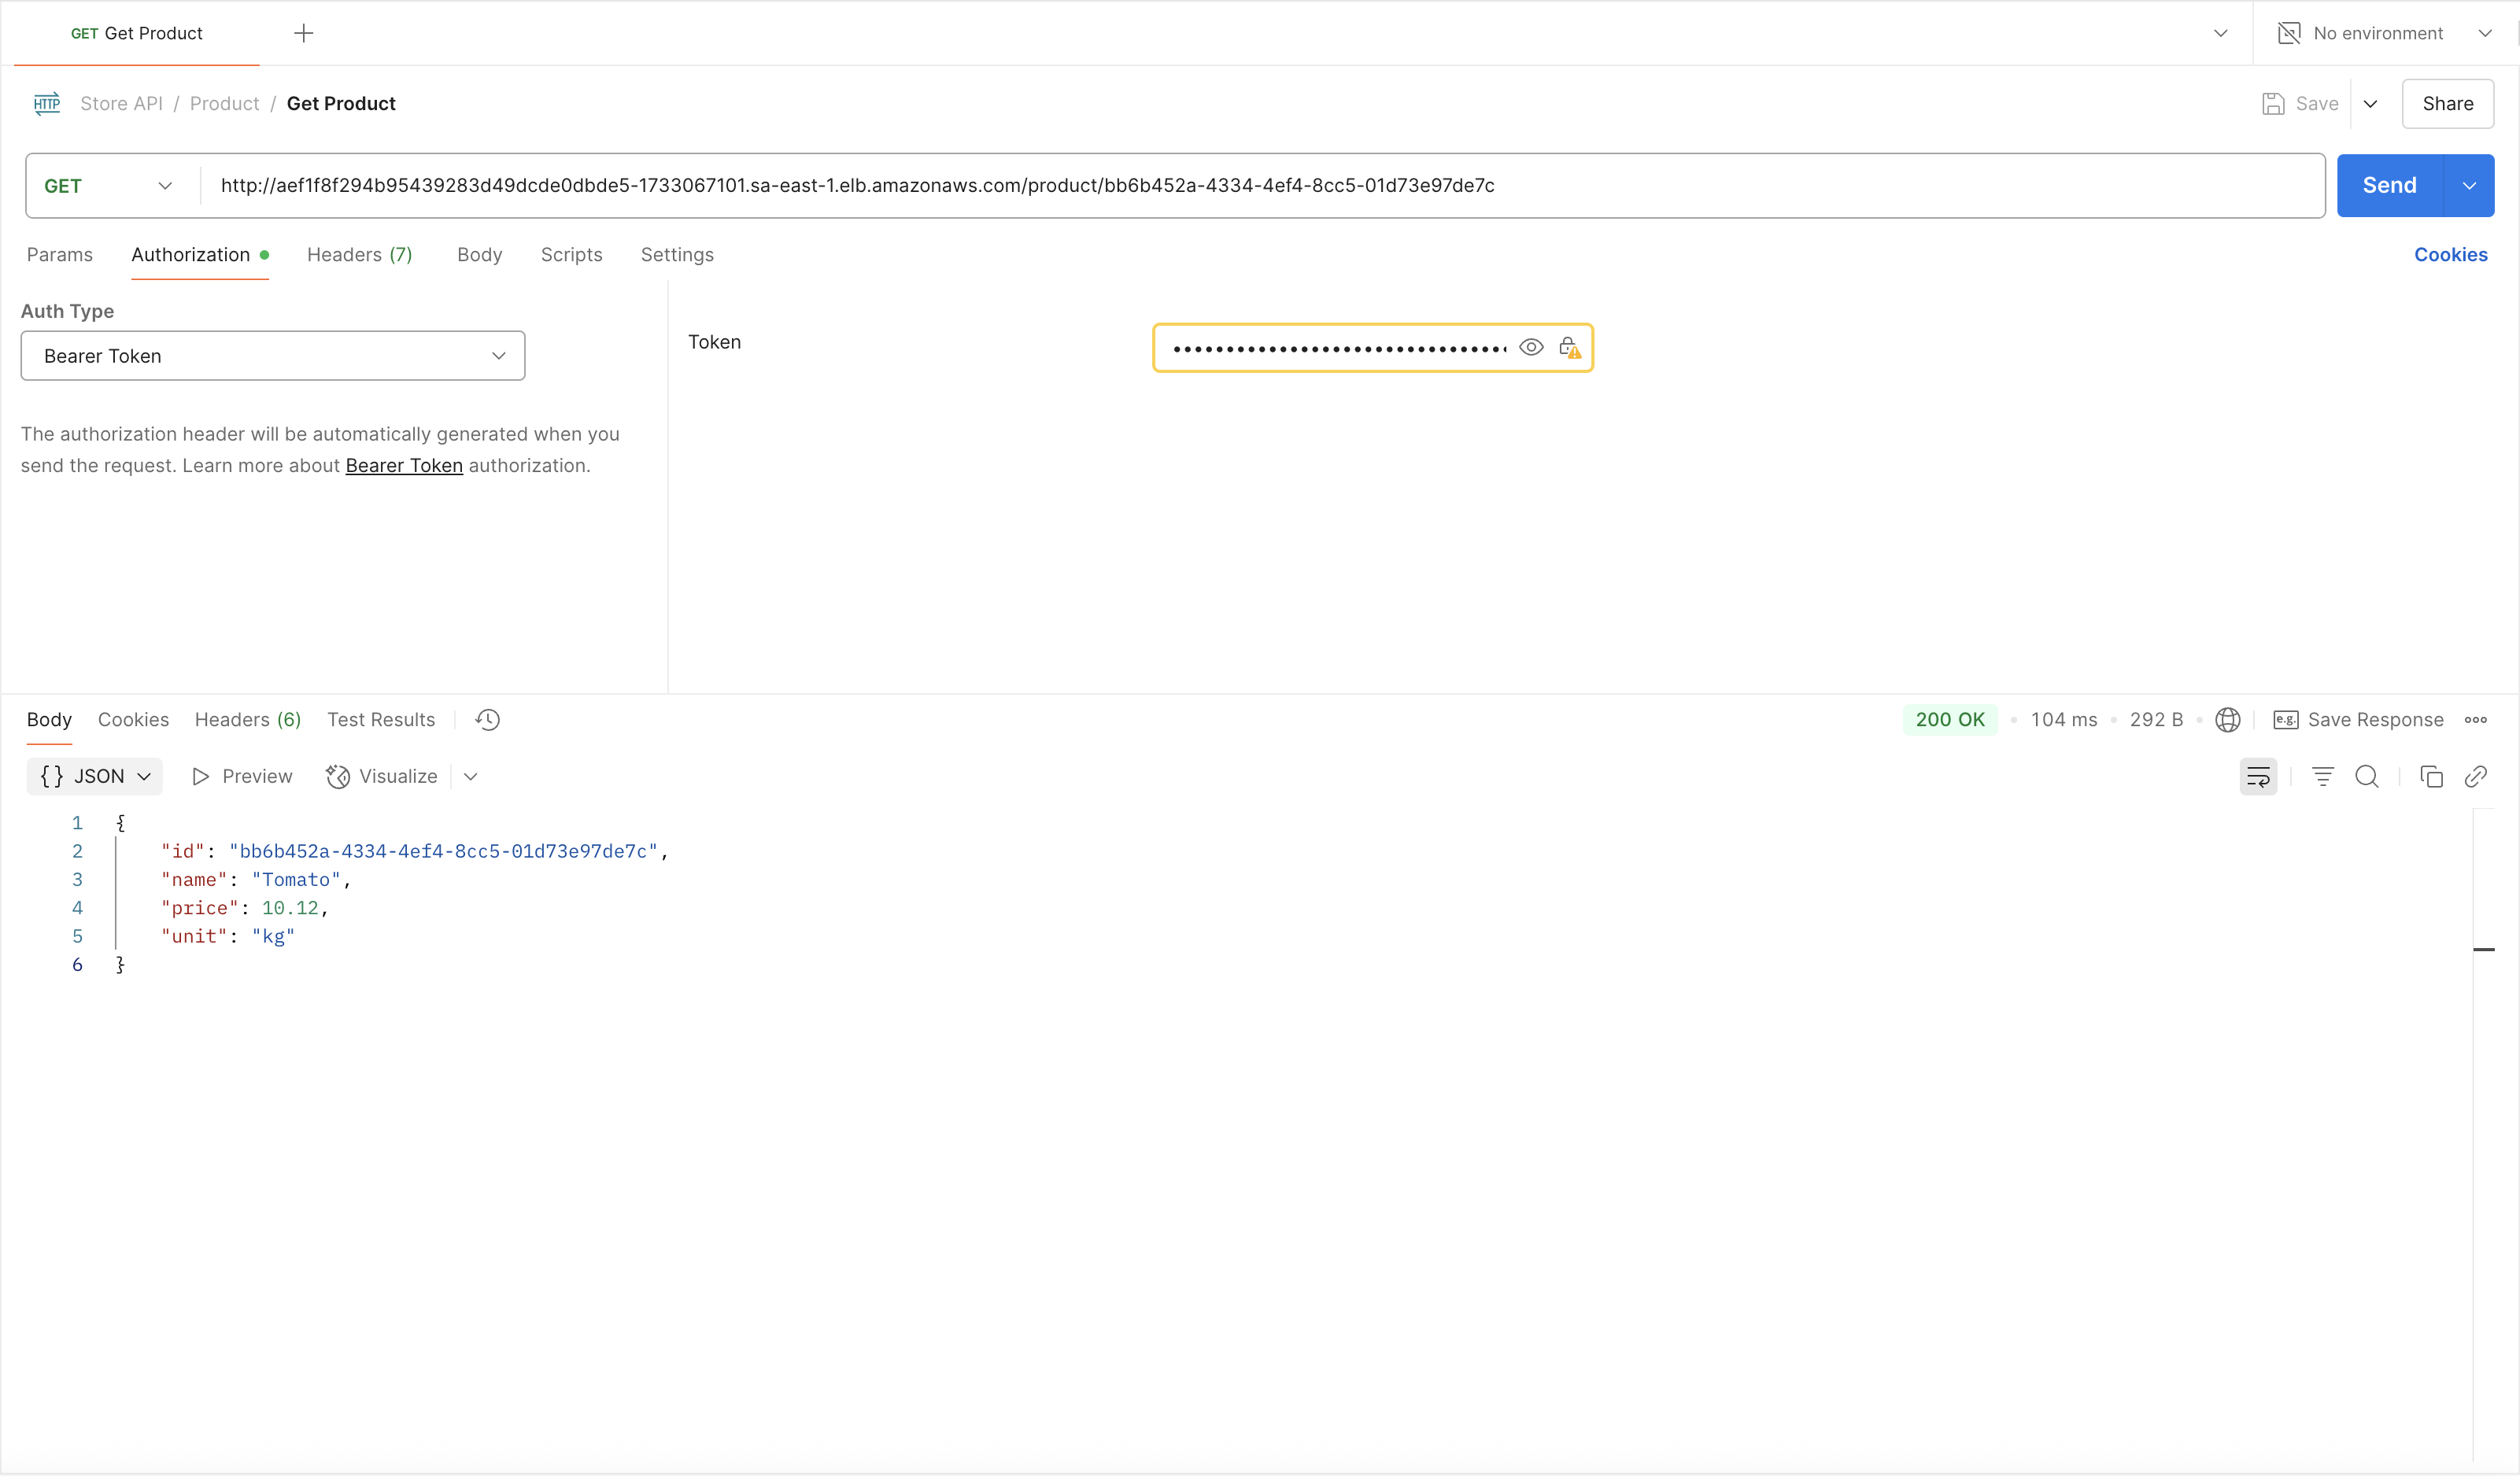 GET Get Product
No environment
HTTP Store API / Product / Get Product
Save
Share
GET http://aef1f8f294b95439283d49dcde0dbde5-1733067101.sa-east-1.elb.amazonaws.com/product/bb6b452a-4334-4ef4-8cc5-01d73e97de7c
Send
Params Authorization Headers (7) Body Scripts Settings
Cookies
Auth Type
Bearer Token
The authorization header will be automatically generated when you
send the request. Learn more about Bearer Token authorization.
Token
Body Cookies Headers (6) Test Results
200 OK • 104 ms • 292 B • e.g. Save Response
{} JSON Preview Visualize
1 {
2 "id": "bb6b452a-4334-4ef4-8cc5-01d73e97de7c",
3 "name": "Tomato",
4 "price": 10.12,
5 "unit": "kg"
6 }